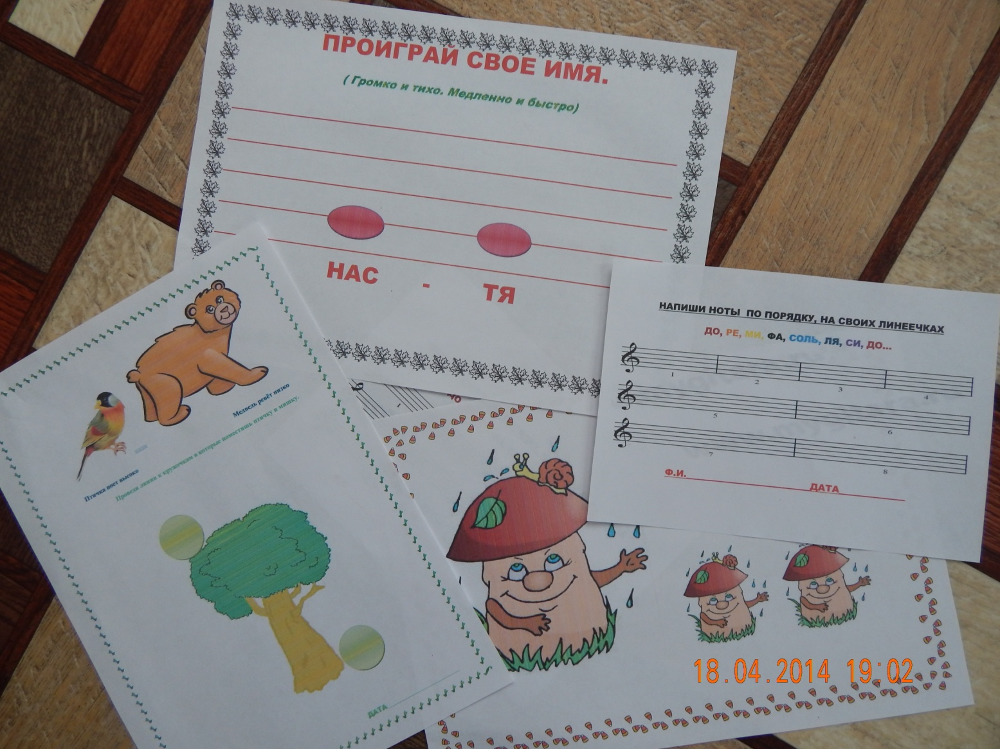 ПРОИГРАЙ СВОЕ ИМЯ.
( Громко и тихо. Медленно и быстро)
НАС - ТЯ
НАПИШИ НОТЫ ПО ПОРЯДКУ, НА СВОИХ ЛИНЕЕЧКАХ
ДО, РЕ, МИ, ФА, СОЛЬ, ЛЯ, СИ, ДО...
1 2 3 4
5 6
7 8
Ф.И. ДАТА
Медведь ревёт низко
Птичка поёт высоко
Проведи линии к кружочкам в которые поместишь птичку и мишку.
ДАТА
18.04.2014 19:02